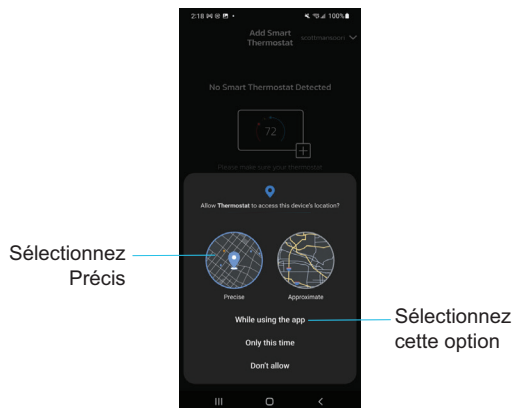 2:18
100%
Add Smart
Thermostat
scottmansion
No Smart Thermostat Detected
72
Please make sure your thermostat
Allow Thermostat to access this device's location?
Sélectionnez
Précis
Precise
Approximate
While using the app
Sélectionnez
cette option
Only this time
Don't allow